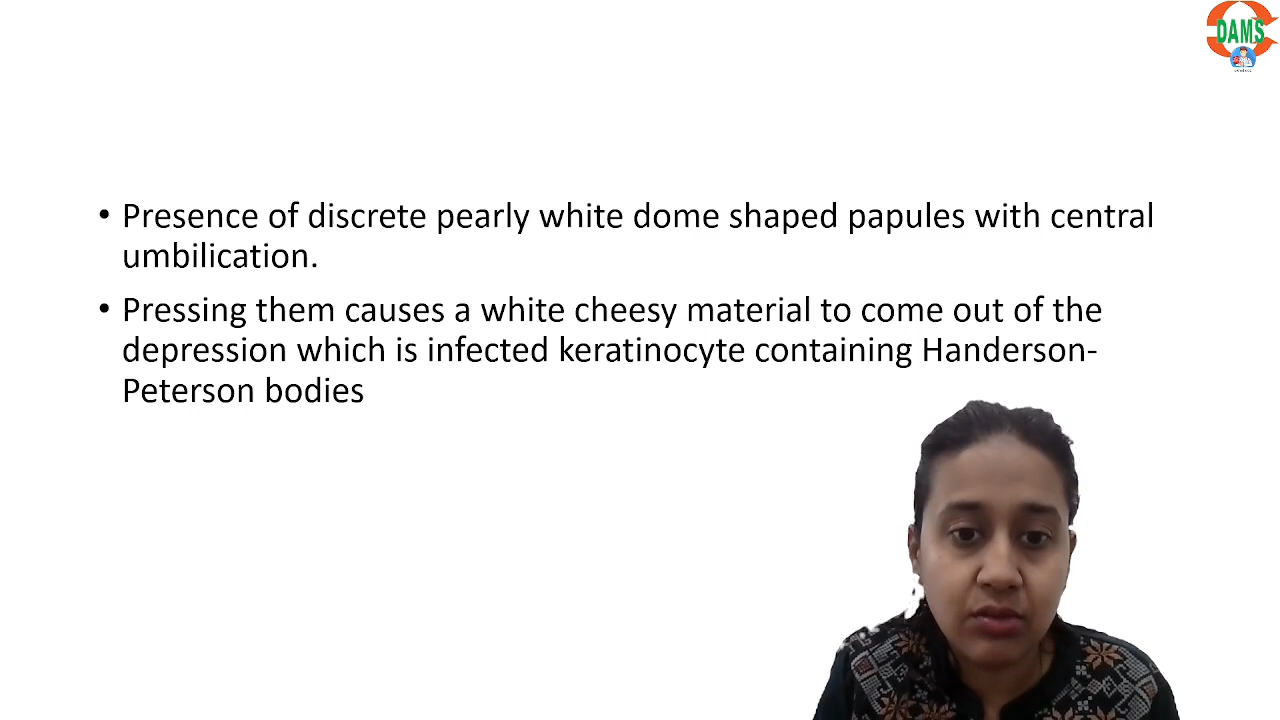 DAMS
• Presence of discrete pearly white dome shaped papules with central
umbilication.
• Pressing them causes a white cheesy material to come out of the
depression which is infected keratinocyte containing Handerson-
Peterson bodies